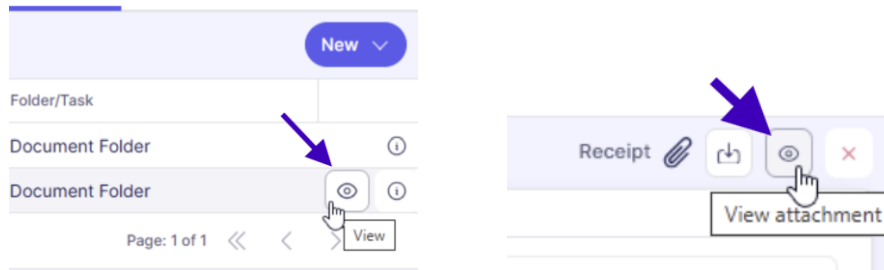 New
Folder/Task
Document Folder
Document Folder
View
Page: 1 of 1
Receipt
View attachment